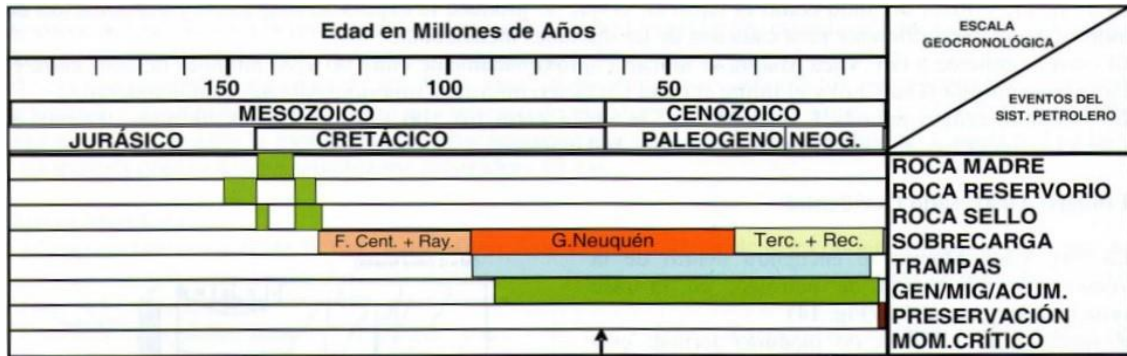 Edad en Millones de Años
ESCALA
GEOCRONOLÓGICA
150
100
50
EVENTOS DEL
SIST. PETROLERO
MESOZOICO
CENOZOICO
JURÁSICO
CRETÁCICO
PALEOGENO
NEOG.
ROCA MADRE
ROCA RESERVORIO
ROCA SELLO
F. Cent. + Ray.
G.Neuquén
Terc. + Rec.
SOBRECARGA
TRAMPAS
GEN/MIG/ACUM.
PRESERVACIÓN
MOM.CRÍTICO